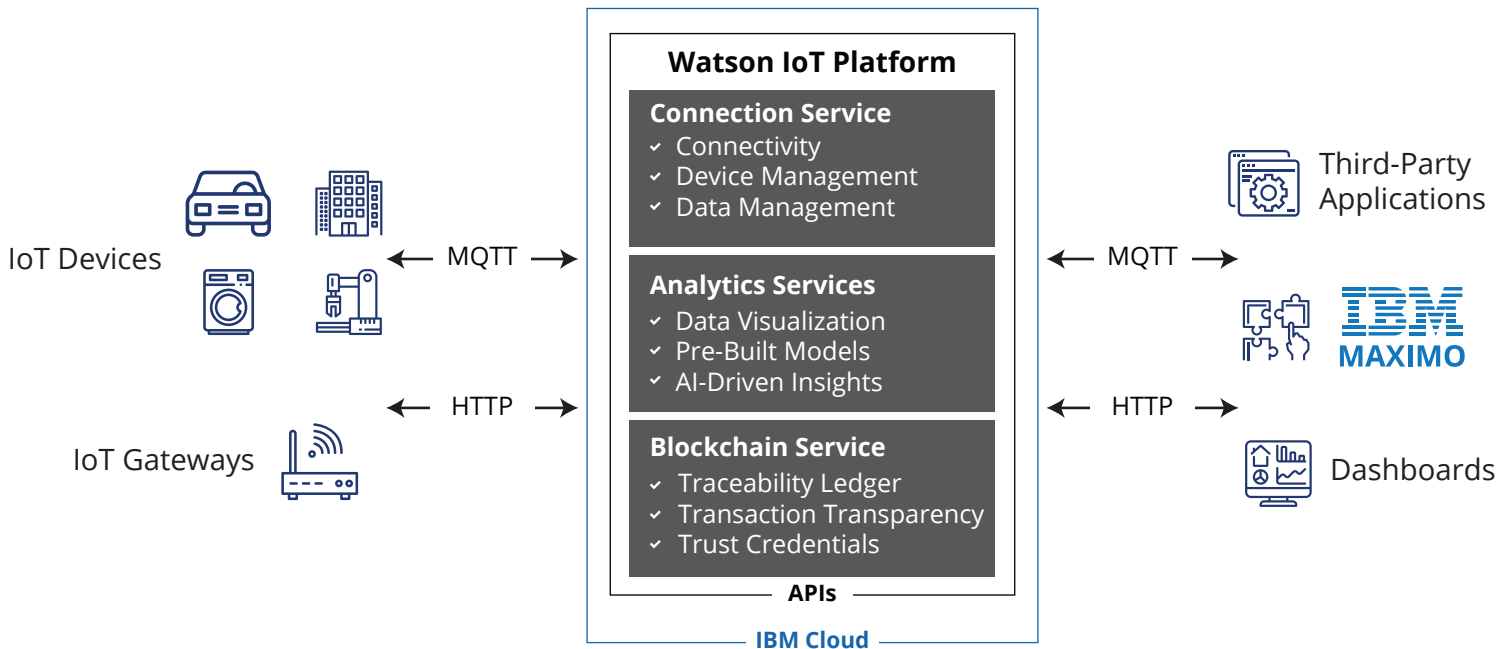 IoT Devices
IoT Gateways
MQTT
HTTP
Watson IoT Platform
Connection Service
Connectivity
Device Management
Data Management
Analytics Services
Data Visualization
Pre-Built Models
AI-Driven Insights
Blockchain Service
Traceability Ledger
Transaction Transparency
Trust Credentials
APIs
IBM Cloud
MQTT
HTTP
Third-Party
Applications
IBM
MAXIMO
Dashboards